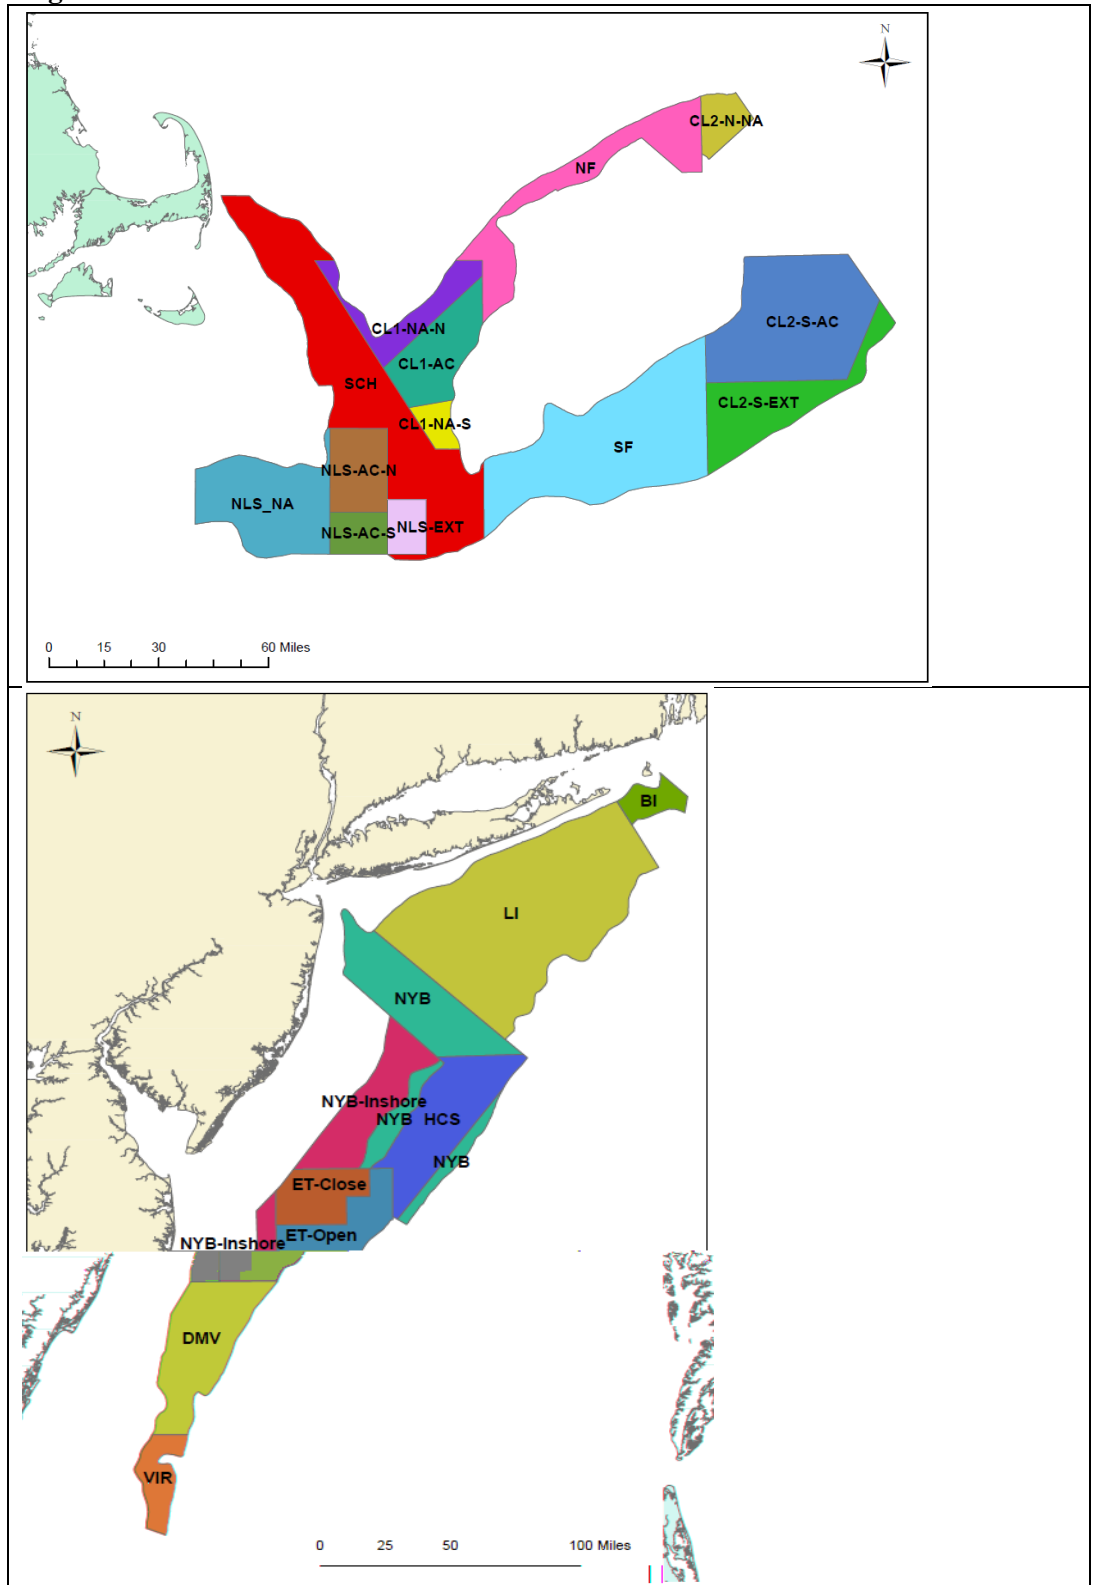 N
CL2-N-NA
NF
CL2-S-AC
CL1-NA-N
CL1-AC
SCH
CL2-S-EXT
CL1-NA-S
SF
NLS-AC-N
NLS_NA
NLS-AC-S
NLS-EXT
0 15 30 60 Miles
N
BI
LI
NYB
NYB-Inshore
NYB HCS
NYB
ET-Close
ET-Open
NYB-Inshore
DMV
VIR
0 25 50 100 Miles